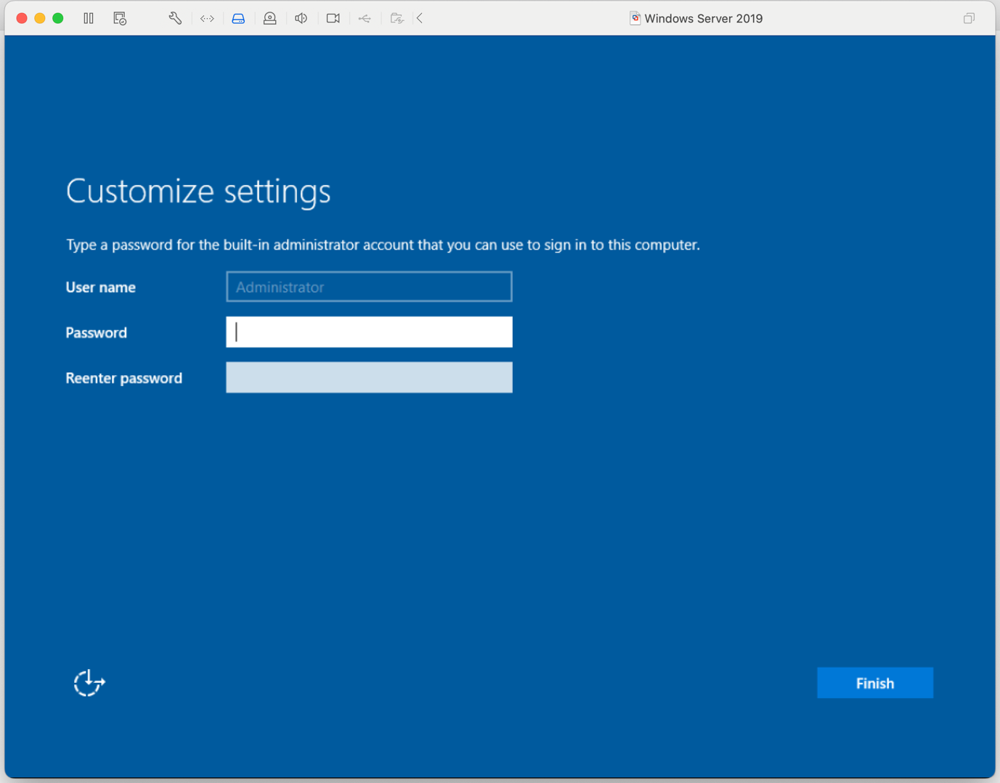 Windows Server 2019
Customize settings
Type a password for the built-in administrator account that you can use to sign in to this computer.
User name
Administrator
Password
Reenter password
Finish